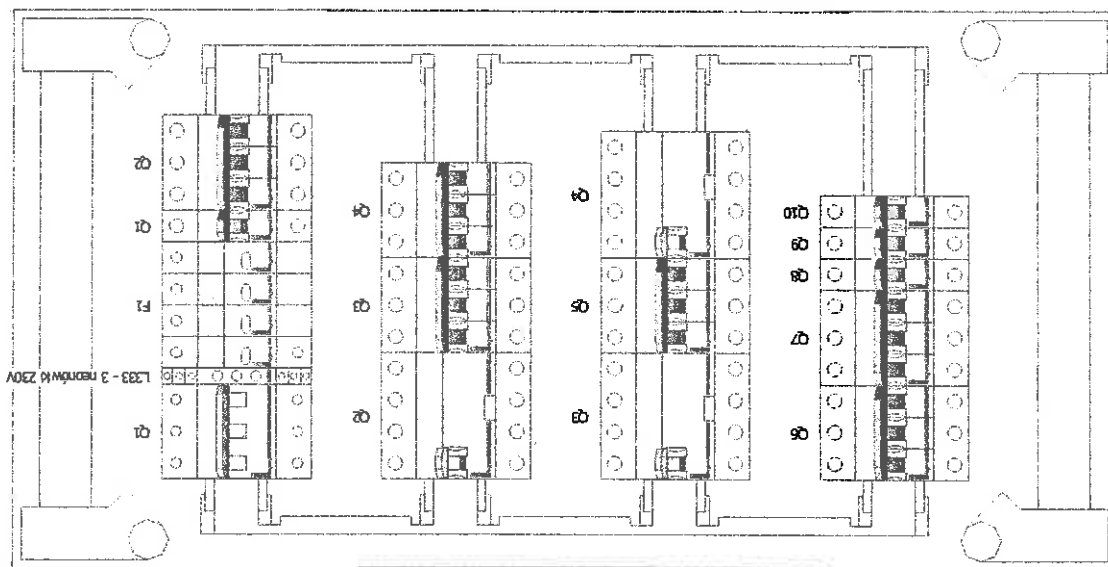 Q1
L333 - 3 neonówki 230V
F1
Q1
Q2
Q2
Q3
Q4
Q3
Q5
Q4
Q6
Q7
Q8
Q9
Q10